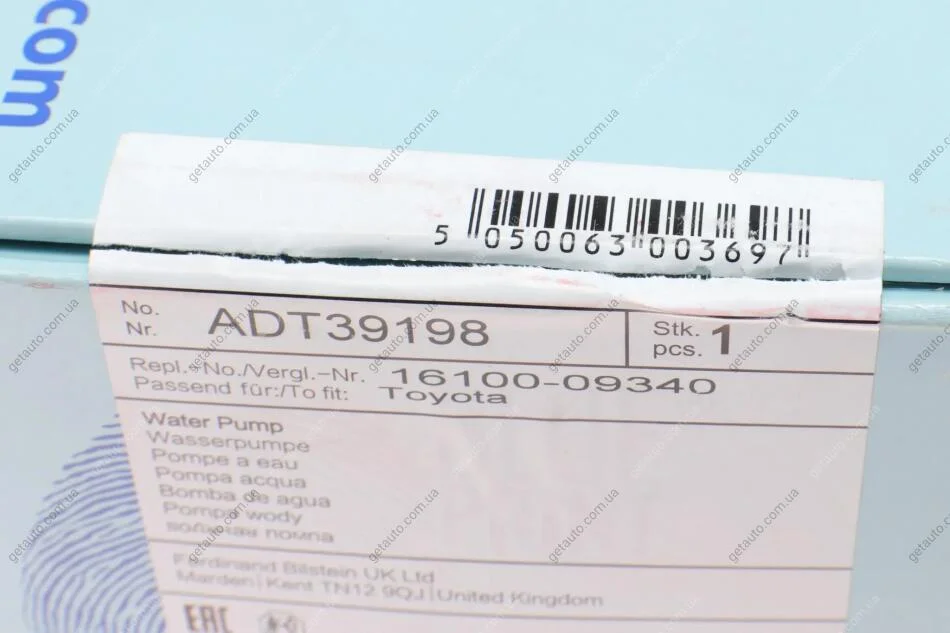 com
5 050063 003697
No.
Nr. ADT39198
Stk.
pcs. 1
Repl.-No./Vergl.-Nr. 16100-09340
Passend für:/To fit: Toyota
Water Pump
Wasserpumpe
Pompe a eau
Pompa acqua
Bomba de agua
Pompa wody
водяная помпа
Ferdinand Bilstein UK Ltd
Marden | Kent TN12 9QJ | United Kingdom
EAC
getauto.com.ua